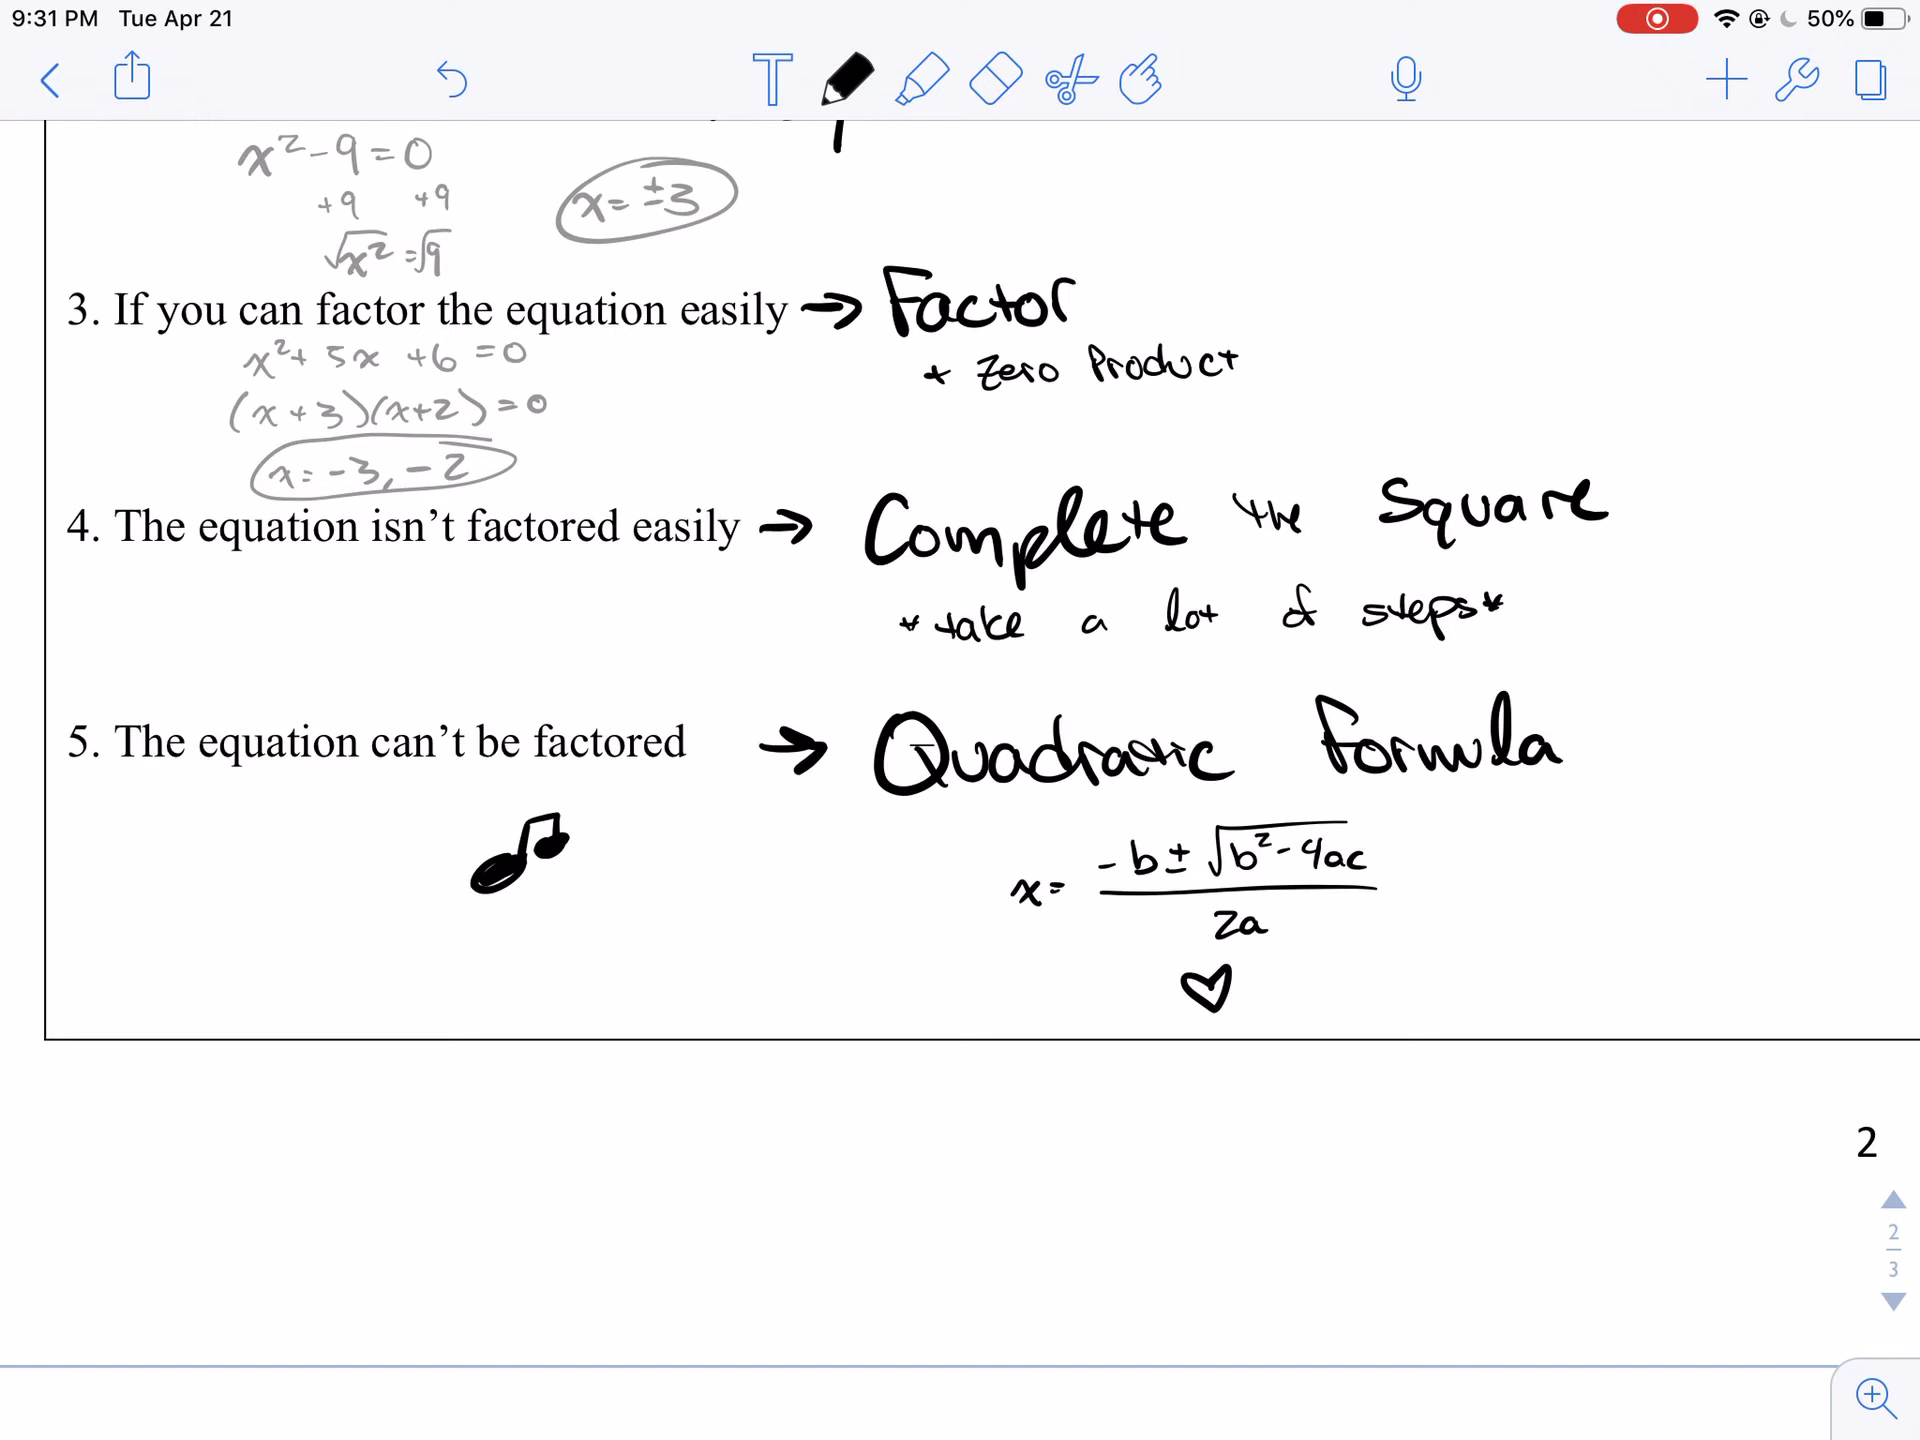 9:31 PM Tue Apr 21
50%
T
x² - 9 = 0
+9 +9
√x² = √9
x = ±3
3. If you can factor the equation easily → Factor
+ Zero Product
x² + 5x + 6 = 0
(x + 3)(x + 2) = 0
x = -3, -2
4. The equation isn't factored easily → Complete the Square
*take a lot of steps*
5. The equation can't be factored → Quadratic Formula
x = -b ± √b² - 4ac
2a
2
2
3